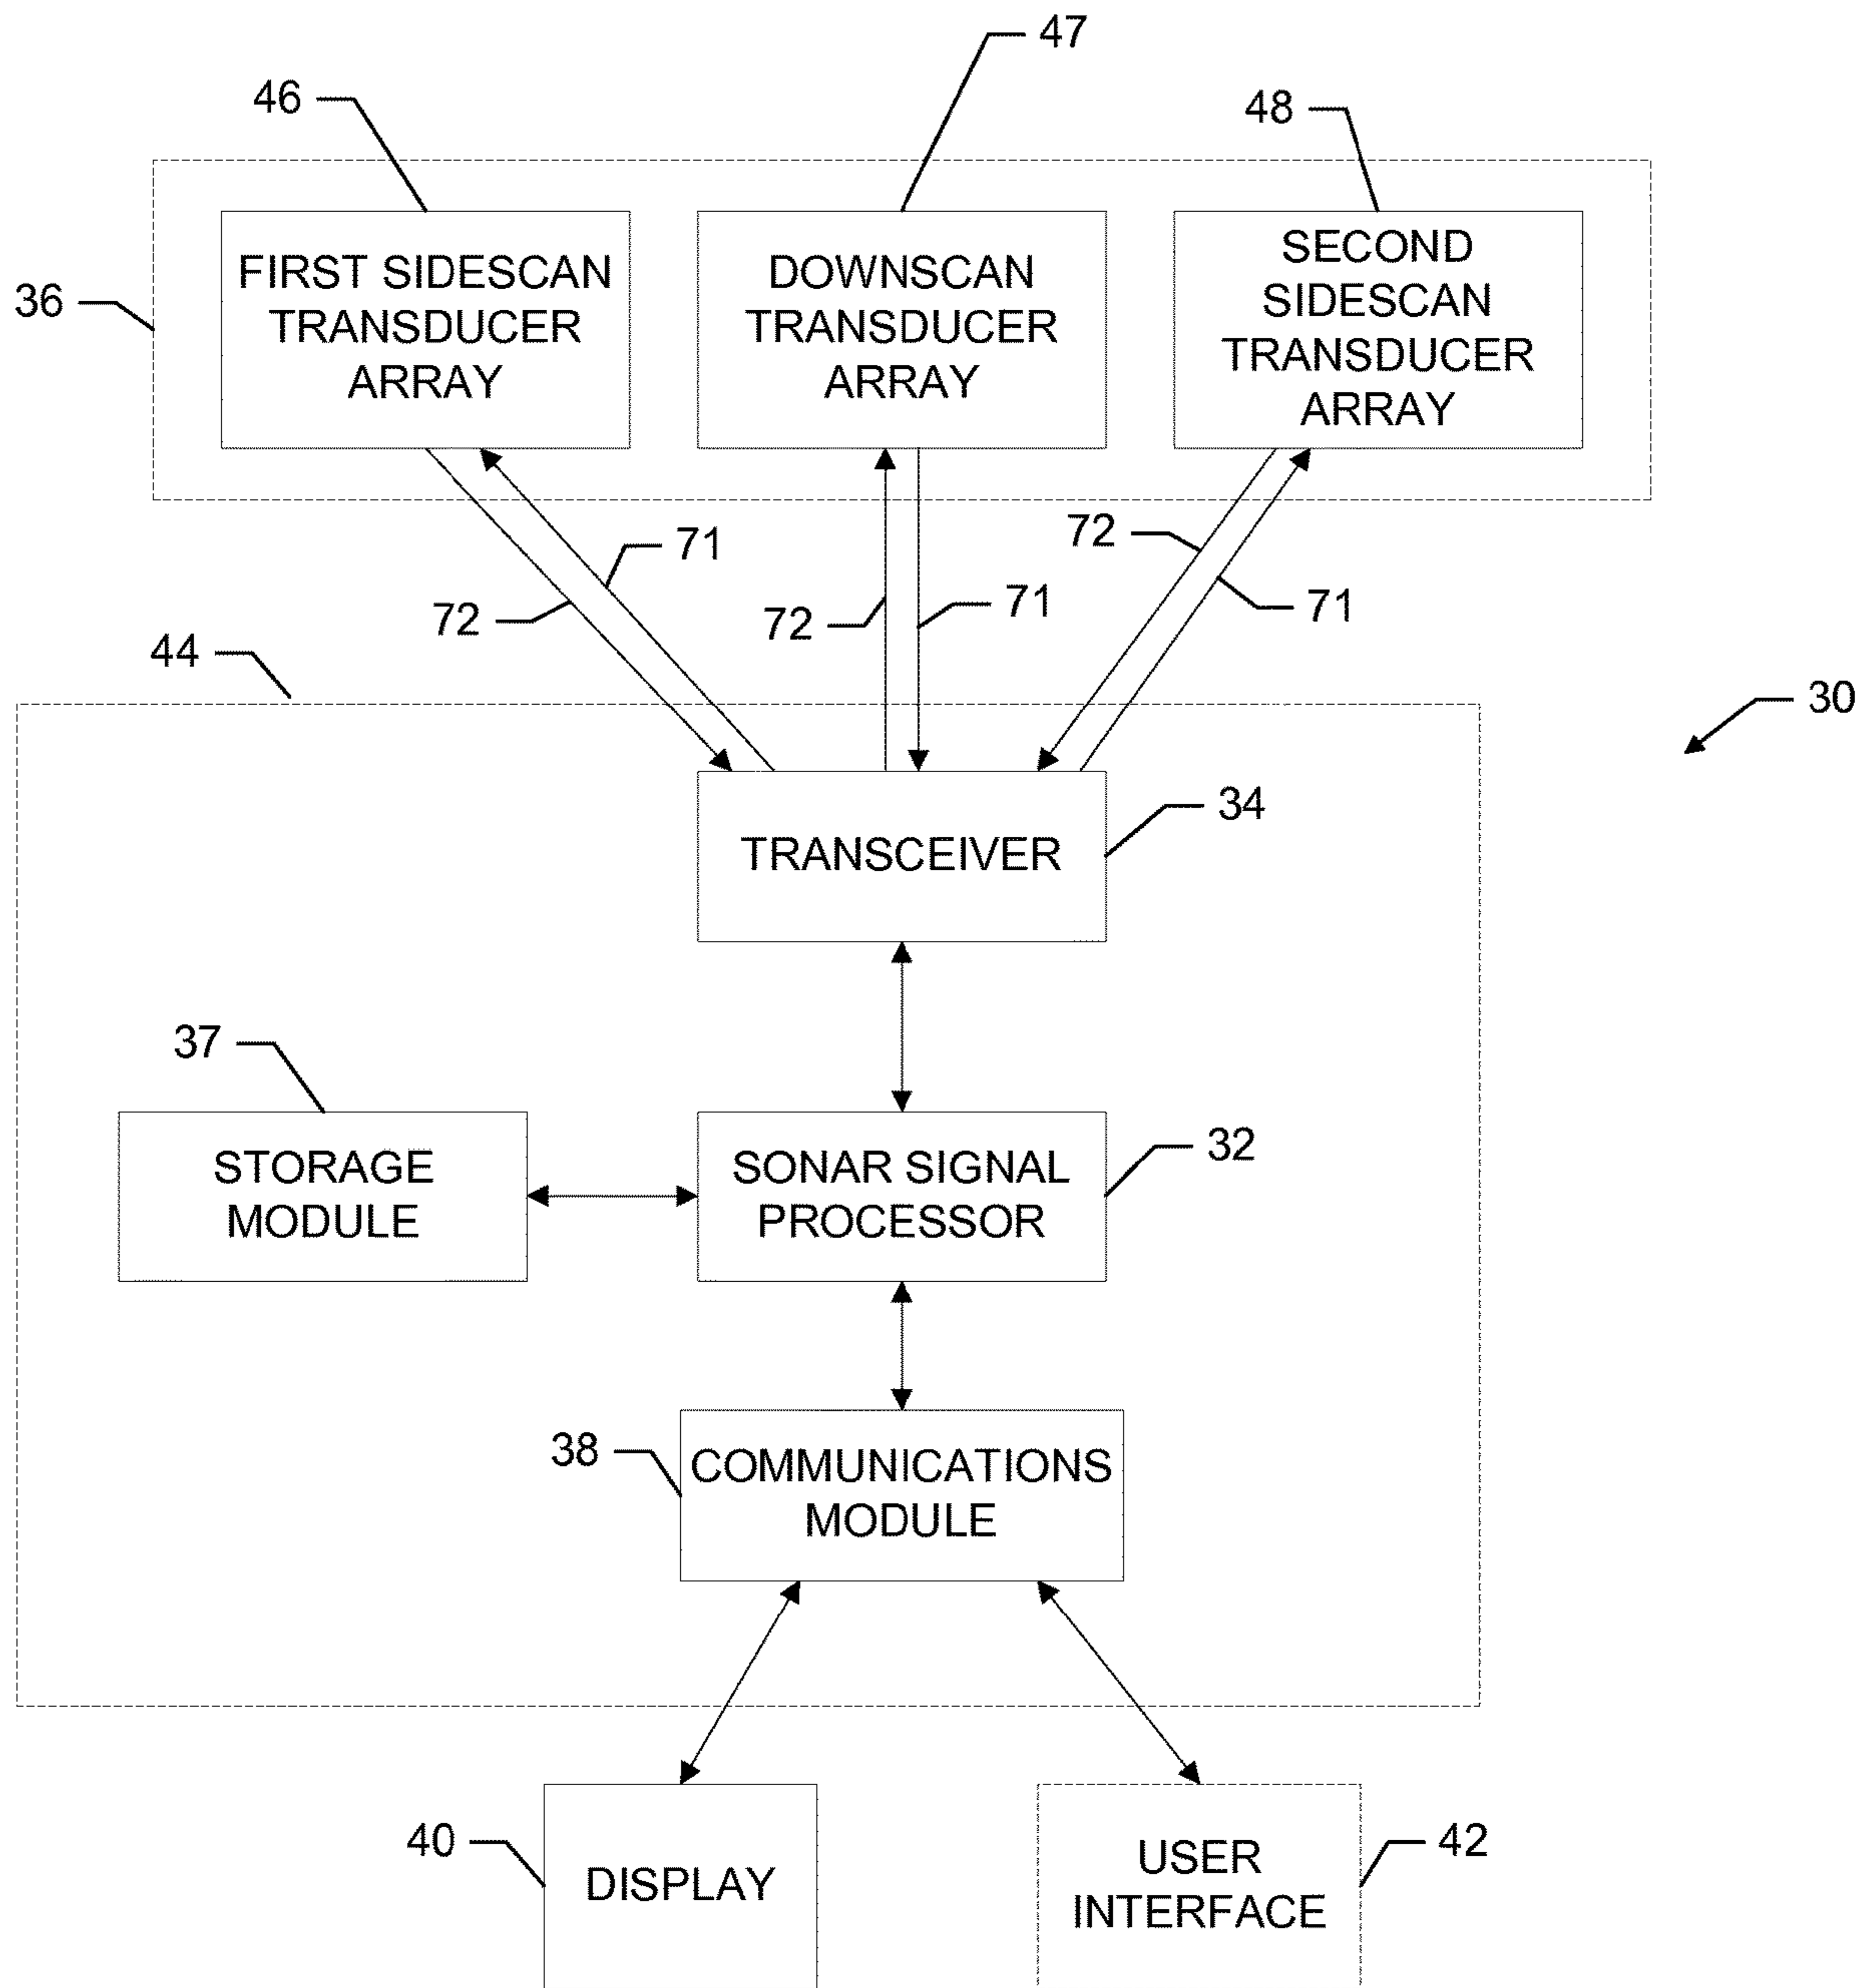 47
46
48
36
FIRST SIDESCAN
TRANSDUCER
ARRAY
DOWNSCAN
TRANSDUCER
ARRAY
SECOND
SIDESCAN
TRANSDUCER
ARRAY
71
72
72
71
72
71
44
30
34
TRANSCEIVER
37
STORAGE
MODULE
SONAR SIGNAL
PROCESSOR
32
38
COMMUNICATIONS
MODULE
40
DISPLAY
USER
INTERFACE
42